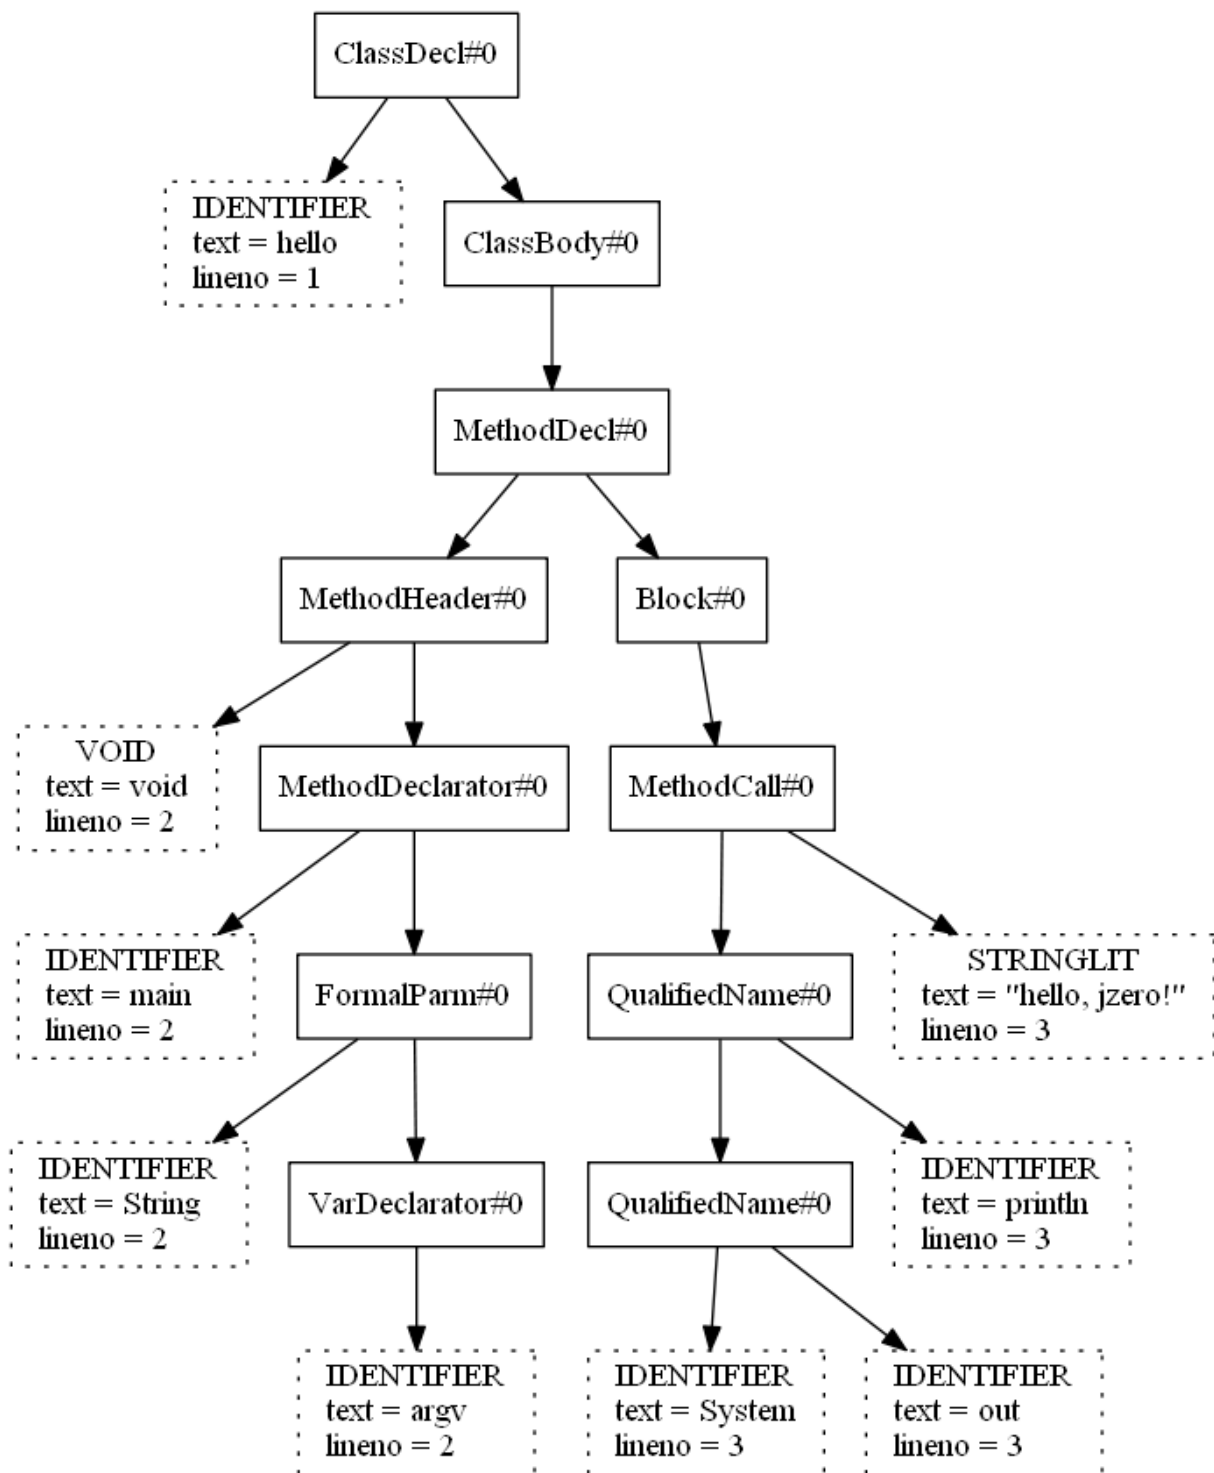 ClassDecl#0
IDENTIFIER
text = hello
lineno = 1
ClassBody#0
MethodDecl#0
MethodHeader#0
Block#0
VOID
text = void
lineno = 2
MethodDeclarator#0
MethodCall#0
IDENTIFIER
text = main
lineno = 2
FormalParm#0
QualifiedName#0
STRINGLIT
text = "hello, jzero!"
lineno = 3
IDENTIFIER
text = String
lineno = 2
VarDeclarator#0
QualifiedName#0
IDENTIFIER
text = println
lineno = 3
IDENTIFIER
text = argv
lineno = 2
IDENTIFIER
text = System
lineno = 3
IDENTIFIER
text = out
lineno = 3